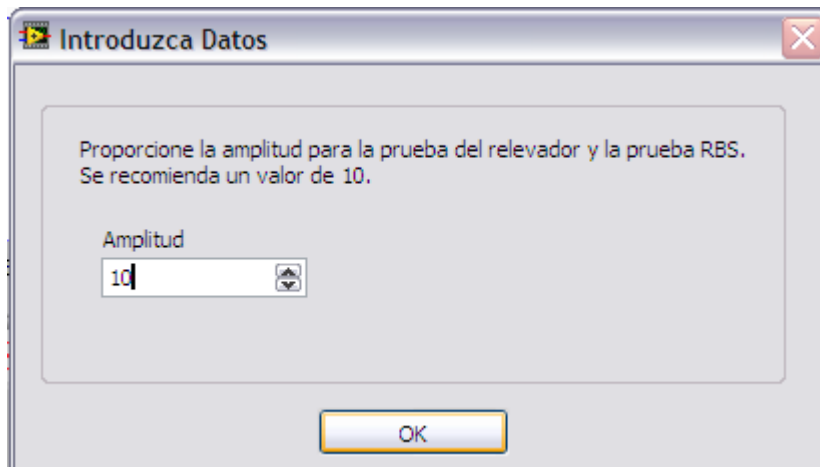 Introduzca Datos
Proporcione la amplitud para la prueba del relevador y la prueba RBS.
Se recomienda un valor de 10.
Amplitud
10
OK